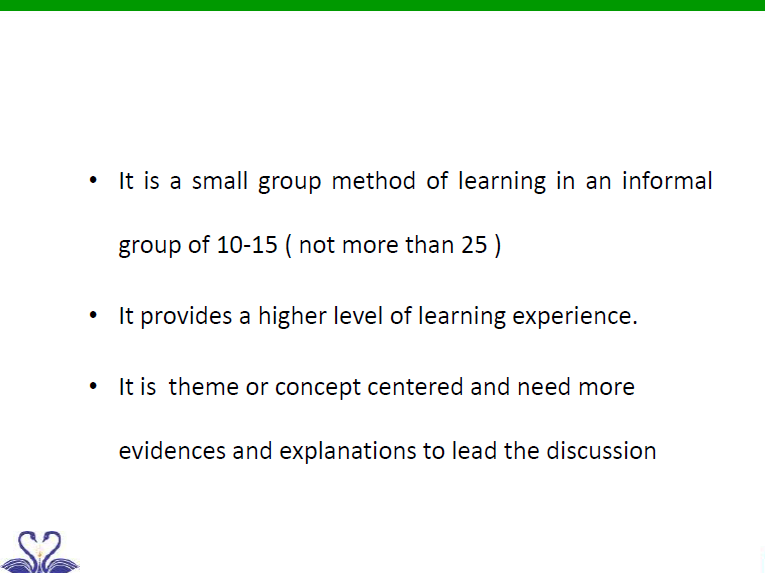 • It is a small group method of learning in an informal
group of 10-15 ( not more than 25 )
• It provides a higher level of learning experience.
• It is  theme or concept centered and need more
evidences and explanations to lead the discussion